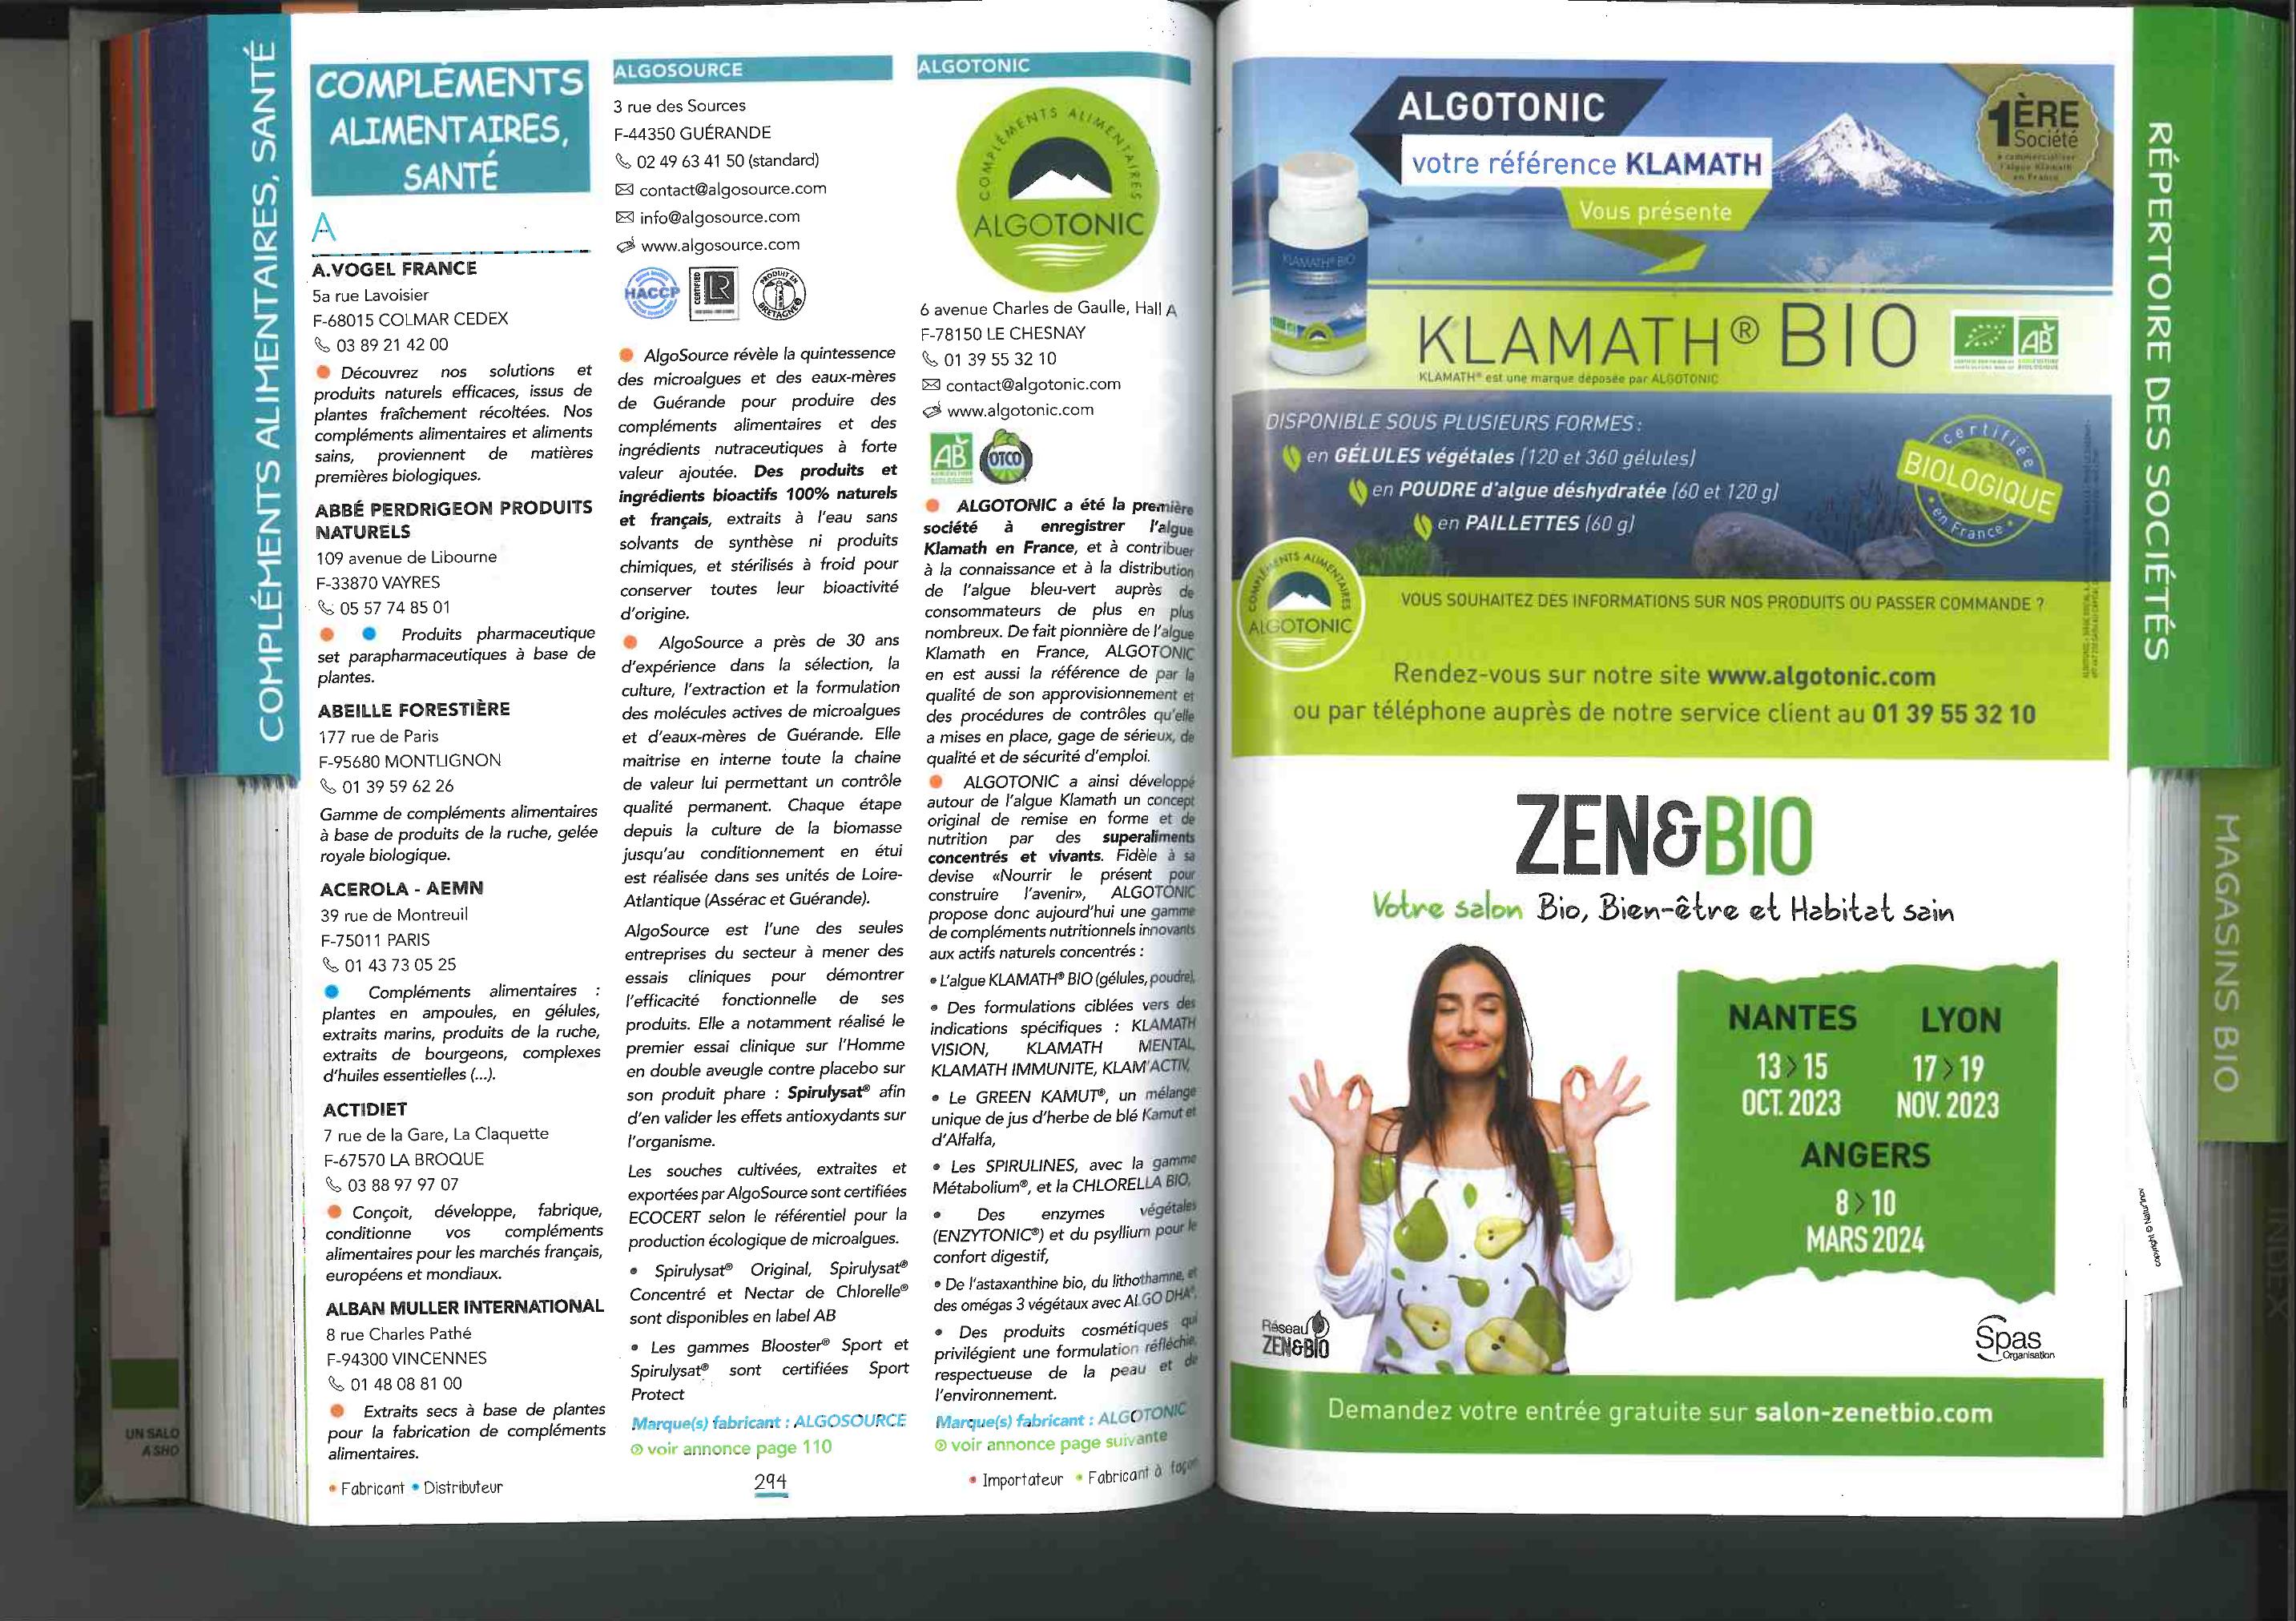 COMPLÉMENTS ALIMENTAIRES, SANTÉ
COMPLÉMENTS
ALIMENTAIRES,
SANTÉ
A
A.VOGEL FRANCE
5a rue Lavoisier
F-68015 COLMAR CEDEX
03 89 21 42 00
Découvrez nos solutions et
produits naturels efficaces, issus de
plantes fraîchement récoltées. Nos
compléments alimentaires et aliments
sains, proviennent de matières
premières biologiques.
ABBÉ PERDRIGEON PRODUITS
NATURELS
109 avenue de Libourne
F-33870 VAYRES
05 57 74 85 01
Produits pharmaceutique
set parapharmaceutiques à base de
plantes.
ABEILLE FORESTIÈRE
177 rue de Paris
F-95680 MONTLIGNON
01 39 59 62 26
Gamme de compléments alimentaires
à base de produits de la ruche, gelée
royale biologique.
ACEROLA - AEMN
39 rue de Montreuil
F-75011 PARIS
01 43 73 05 25
Compléments alimentaires :
plantes en ampoules, en gélules,
extraits marins, produits de la ruche,
extraits de bourgeons, complexes
d'huiles essentielles (...).
ACTIDIET
7 rue de la Gare, La Claquette
F-67570 LA BROQUE
03 88 97 97 07
Conçoit, développe, fabrique,
conditionne vos compléments
alimentaires pour les marchés français,
européens et mondiaux.
ALBAN MULLER INTERNATIONAL
8 rue Charles Pathé
F-94300 VINCENNES
01 48 08 81 00
Extraits secs à base de plantes
pour la fabrication de compléments
alimentaires.
• Fabricant • Distributeur
ALGOSOURCE
3 rue des Sources
F-44350 GUÉRANDE
02 49 63 41 50 (standard)
contact@algosource.com
info@algosource.com
www.algosource.com
HACCP
CERTIFIED
LR
PRODUIT EN
BRETAGNE
AlgoSource révèle la quintessence
des microalgues et des eaux-mères
de Guérande pour produire des
compléments alimentaires et des
ingrédients nutraceutiques à forte
valeur ajoutée. Des produits et
ingrédients bioactifs 100% naturels
et français, extraits à l'eau sans
solvants de synthèse ni produits
chimiques, et stérilisés à froid pour
conserver toutes leur bioactivité
d'origine.
AlgoSource a près de 30 ans
d'expérience dans la sélection, la
culture, l'extraction et la formulation
des molécules actives de microalgues
et d'eaux-mères de Guérande. Elle
maitrise en interne toute la chaîne
de valeur lui permettant un contrôle
qualité permanent. Chaque étape
depuis la culture de la biomasse
jusqu'au conditionnement en étui
est réalisée dans ses unités de Loire-
Atlantique (Assérac et Guérande).
AlgoSource est l'une des seules
entreprises du secteur à mener des
essais cliniques pour démontrer
l'efficacité fonctionnelle de ses
produits. Elle a notamment réalisé le
premier essai clinique sur l'Homme
en double aveugle contre placebo sur
son produit phare : Spirulysat® afin
d'en valider les effets antioxydants sur
l'organisme.
Les souches cultivées, extraites et
exportées par AlgoSource sont certifiées
ECOCERT selon le référentiel pour la
production écologique de microalgues.
• Spirulysat® Original, Spirulysat®
Concentré et Nectar de Chlorelle®
sont disponibles en label AB
• Les gammes Blooster® Sport et
Spirulysat® sont certifiées Sport
Protect
Marque(s) fabricant : ALGOSOURCE
voir annonce page 110
294
ALGOTONIC
COMPLÉMENTS ALIMENTAIRES
ALGOTONIC
6 avenue Charles de Gaulle, Hall A
F-78150 LE CHESNAY
01 39 55 32 10
contact@algotonic.com
www.algotonic.com
AB
AGRICULTURE
BIOLOGIQUE
OTCO
ALGOTONIC a été la première
société à enregistrer l'algue
Klamath en France, et à contribuer
à la connaissance et à la distribution
de l'algue bleu-vert auprès de
consommateurs de plus en plus
nombreux. De fait pionnière de l'algue
Klamath en France, ALGOTONIC
en est aussi la référence de par la
qualité de son approvisionnement et
des procédures de contrôles qu'elle
a mises en place, gage de sérieux, de
qualité et de sécurité d'emploi.
ALGOTONIC a ainsi développé
autour de l'algue Klamath un concept
original de remise en forme et de
nutrition par des superaliments
concentrés et vivants. Fidèle à sa
devise «Nourrir le présent pour
construire l'avenir», ALGOTONIC
propose donc aujourd'hui une gamme
de compléments nutritionnels innovants
aux actifs naturels concentrés :
• L'algue KLAMATH® BIO (gélules, poudre),
• Des formulations ciblées vers des
indications spécifiques : KLAMATH
VISION, KLAMATH MENTAL,
KLAMATH IMMUNITE, KLAM'ACTIV,
• Le GREEN KAMUT®, un mélange
unique de jus d'herbe de blé Kamut et
d'Alfalfa,
• Les SPIRULINES, avec la gamme
Métabolium®, et la CHLORELLA BIO,
• Des enzymes végétales
(ENZYTONIC®) et du psyllium pour le
confort digestif,
• De l'astaxanthine bio, du lithothamne, et
des omégas 3 végétaux avec ALGO DHA®,
• Des produits cosmétiques qui
privilégient une formulation réfléchie,
respectueuse de la peau et de
l'environnement.
Marque(s) fabricant : ALGOTONIC
voir annonce page suivante
• Importateur • Fabricant à façon
ALGOTONIC
votre référence KLAMATH
Vous présente
1ÈRE
Société
à commercialiser
l'algue Klamath
en France
KLAMATH® BIO
KLAMATH® BIO
KLAMATH® est une marque déposée par ALGOTONIC
AB
DISPONIBLE SOUS PLUSIEURS FORMES :
en GÉLULES végétales (120 et 360 gélules)
en POUDRE d'algue déshydratée (60 et 120 g)
en PAILLETTES (60 g)
certifiée
BIOLOGIQUE
en France
COMPLÉMENTS ALIMENTAIRES
ALGOTONIC
VOUS SOUHAITEZ DES INFORMATIONS SUR NOS PRODUITS OU PASSER COMMANDE ?
Rendez-vous sur notre site www.algotonic.com
ou par téléphone auprès de notre service client au 01 39 55 32 10
ZEN&BIO
Votre salon Bio, Bien-être et Habitat sain
NANTES
13 > 15
OCT. 2023
LYON
17 > 19
NOV. 2023
ANGERS
8 > 10
MARS 2024
Réseau
ZEN&BIO
Spas
Organisation
Demandez votre entrée gratuite sur salon-zenetbio.com
RÉPERTOIRE DES SOCIÉTÉS
MAGASINS BIO
INDEX
copyright © Natur'Inov
UN SALO
A SHO